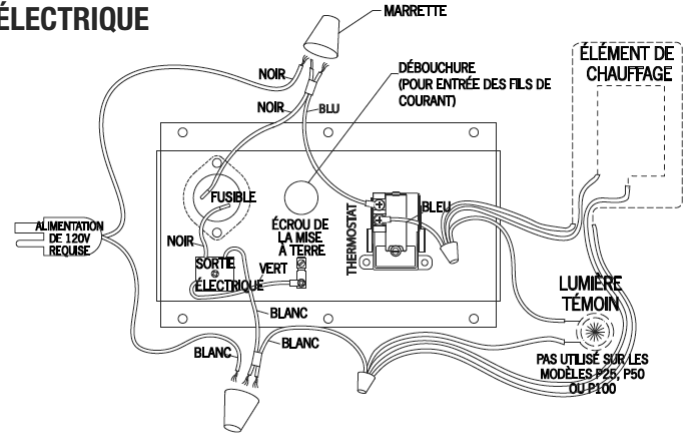 ÉLECTRIQUE
MARRETTE
NOIR
DÉBOUCHURE
(POUR ENTRÉE DES FILS DE
COURANT)
ÉLÉMENT DE
CHAUFFAGE
NOIR
BLU
FUSIBLE
ÉCROU DE
LA MISE
À TERRE
THERMOSTAT
BLEU
ALIMENTATION
DE 120V
REQUISE
NOIR
SORTIE
ÉLECTRIQUE
VERT
BLANC
BLANC
BLANC
LUMIÈRE
TÉMOIN
PAS UTILISÉ SUR LES
MODÈLES P25, P50
OU P100